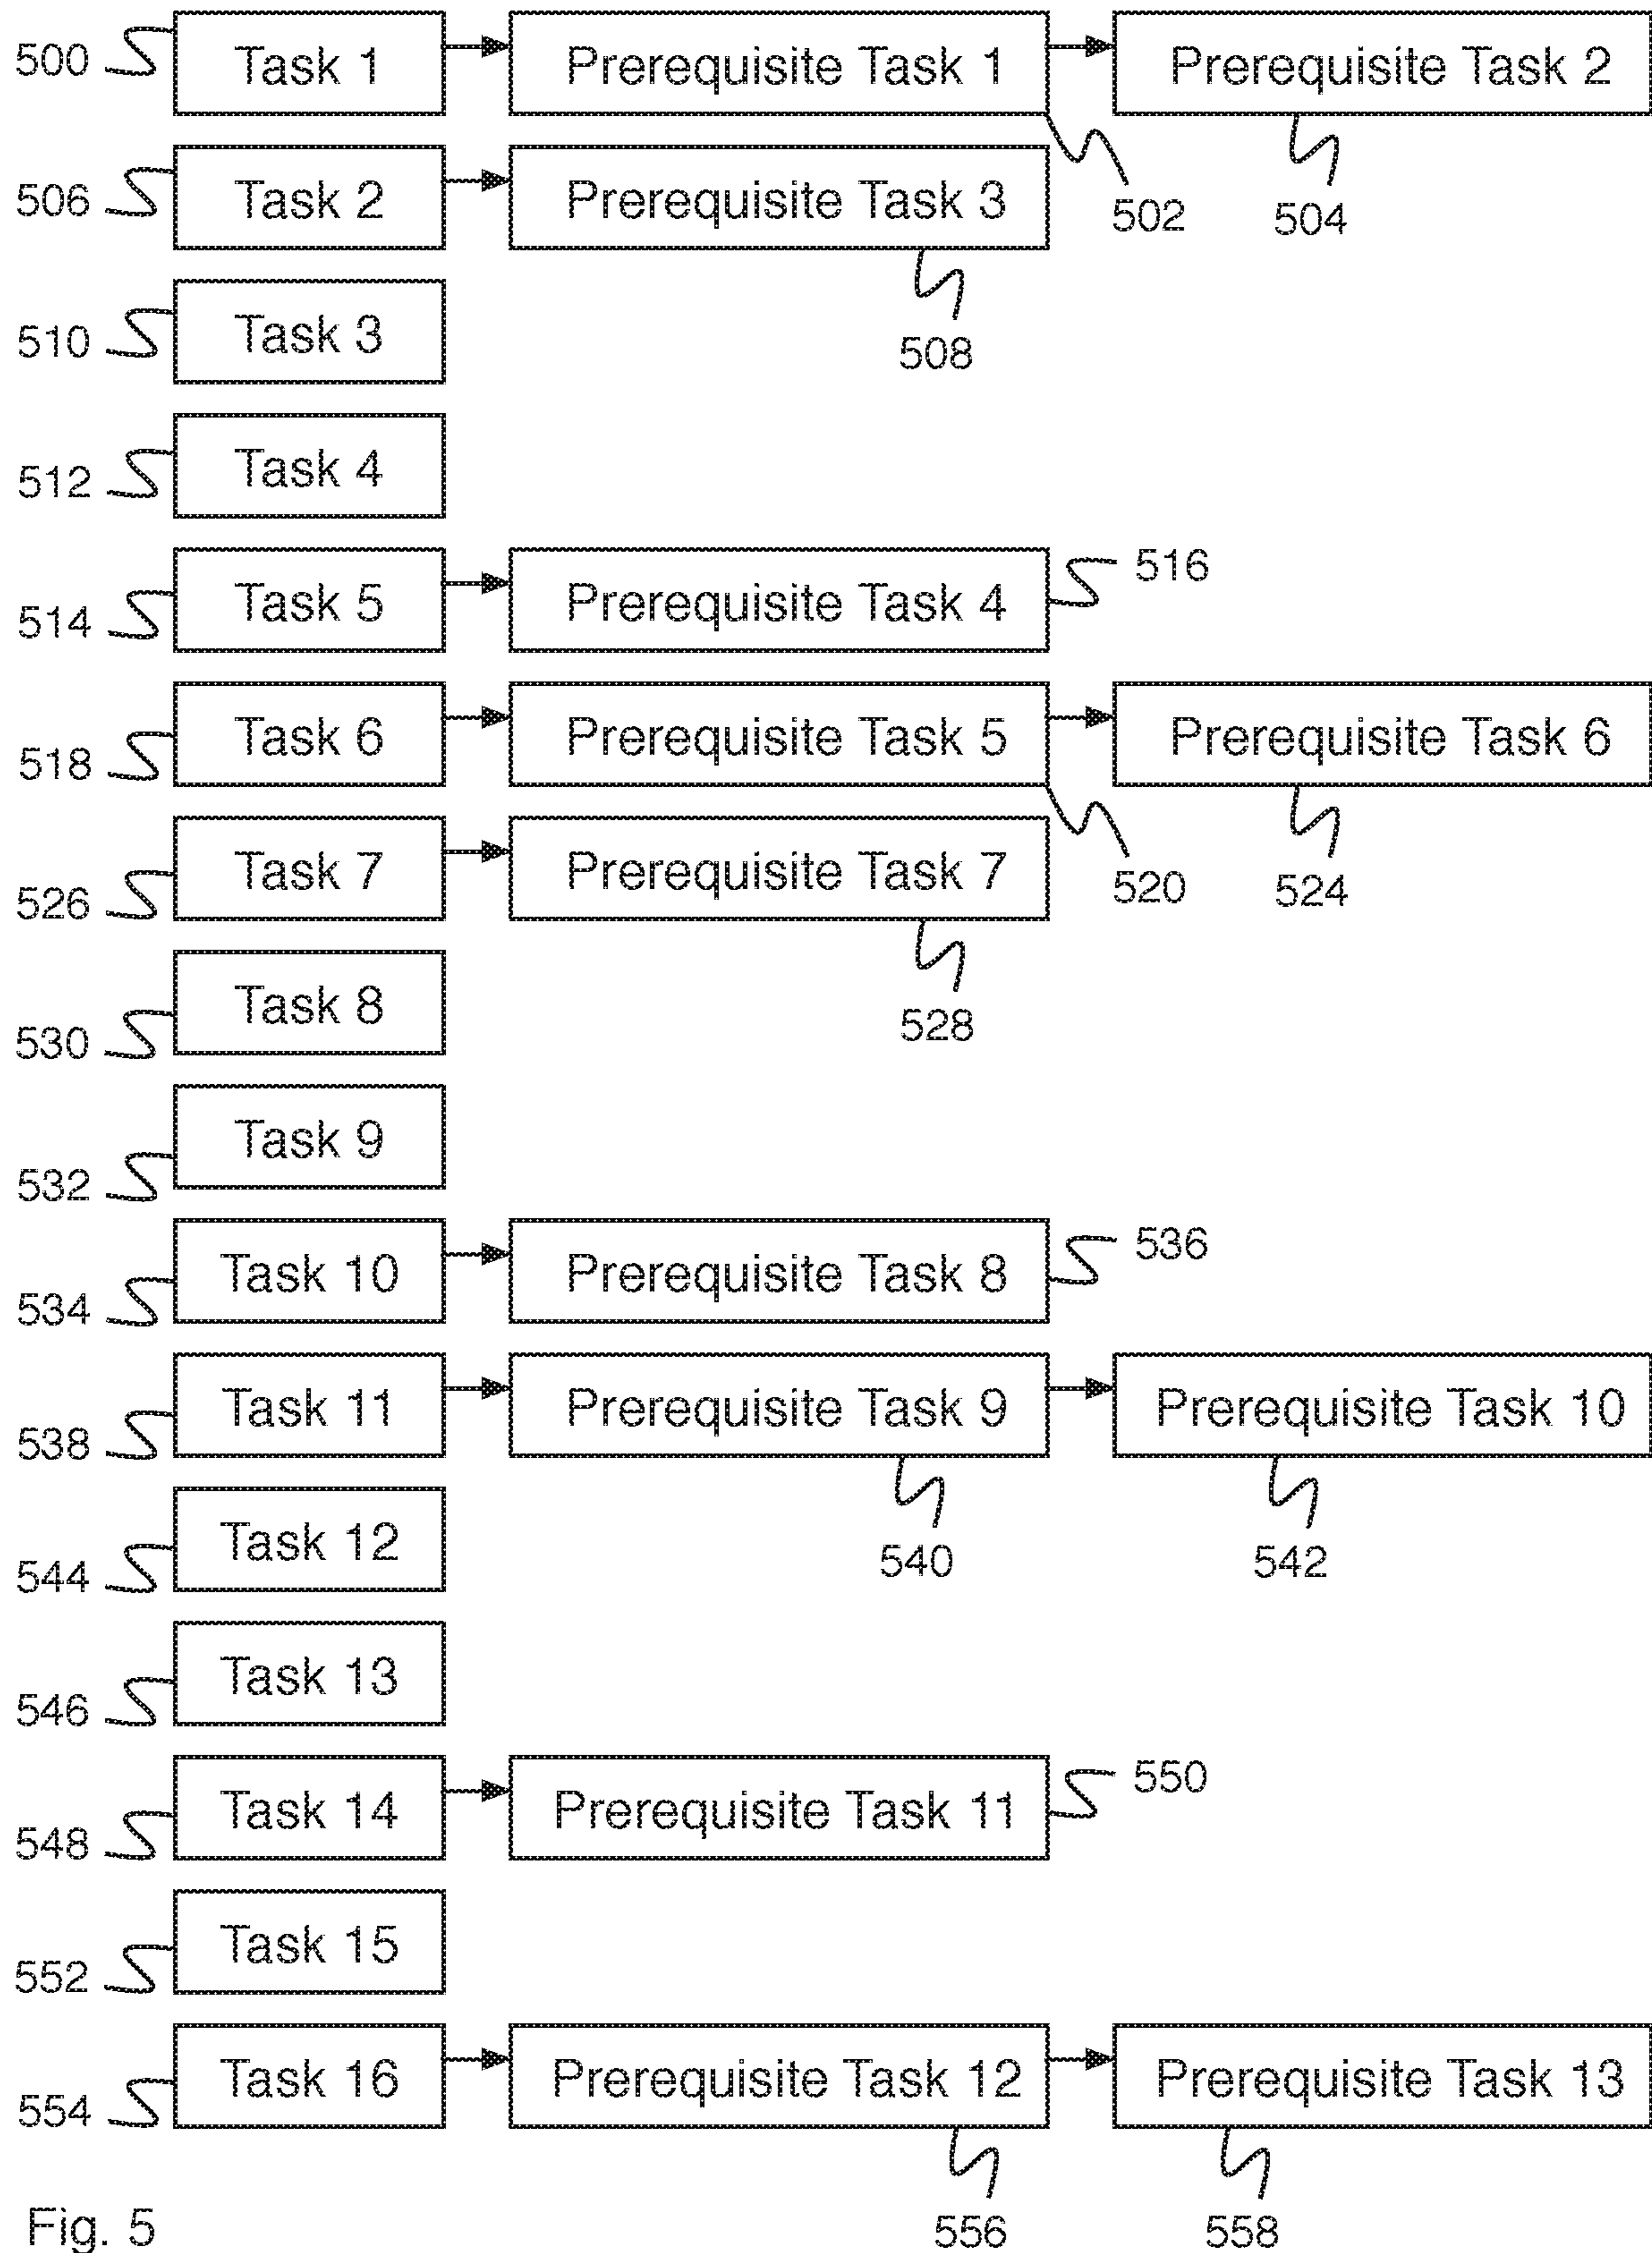 500 Task 1 Prerequisite Task 1 Prerequisite Task 2
506 Task 2 Prerequisite Task 3 502 504
510 Task 3 508
512 Task 4
514 Task 5 Prerequisite Task 4 516
518 Task 6 Prerequisite Task 5 Prerequisite Task 6
526 Task 7 Prerequisite Task 7 520 524
530 Task 8 528
532 Task 9
534 Task 10 Prerequisite Task 8 536
538 Task 11 Prerequisite Task 9 Prerequisite Task 10
544 Task 12 540 542
546 Task 13
548 Task 14 Prerequisite Task 11 550
552 Task 15
554 Task 16 Prerequisite Task 12 Prerequisite Task 13
Fig. 5 556 558